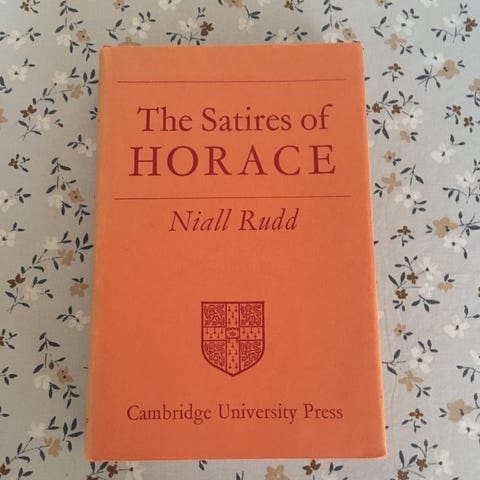 The Satires of
HORACE
Niall Rudd
Cambridge University Press